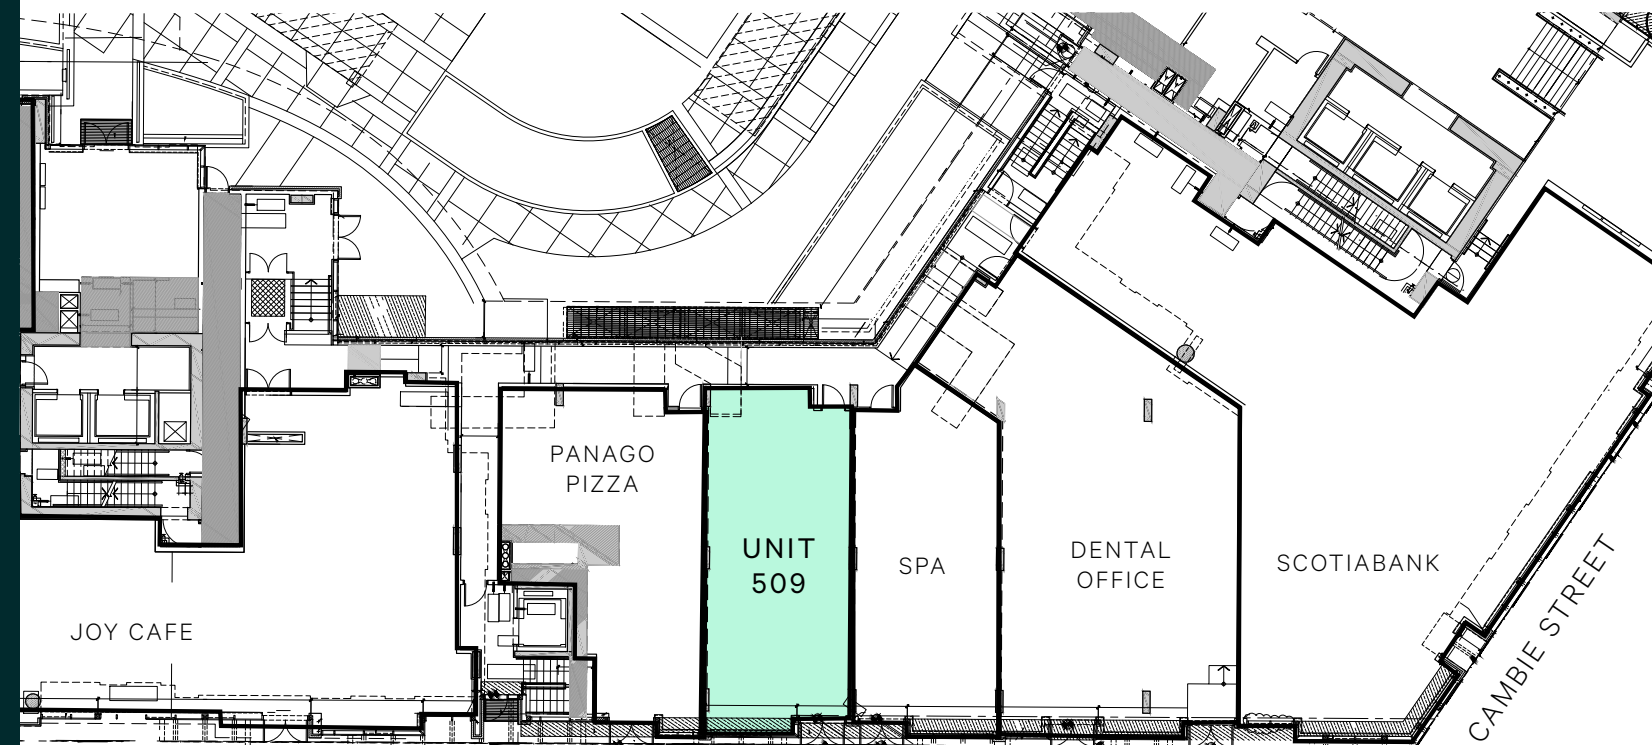 PANAGO
PIZZA
UNIT
509
SPA
DENTAL
OFFICE
SCOTIABANK
JOY CAFE
CAMBIE STREET